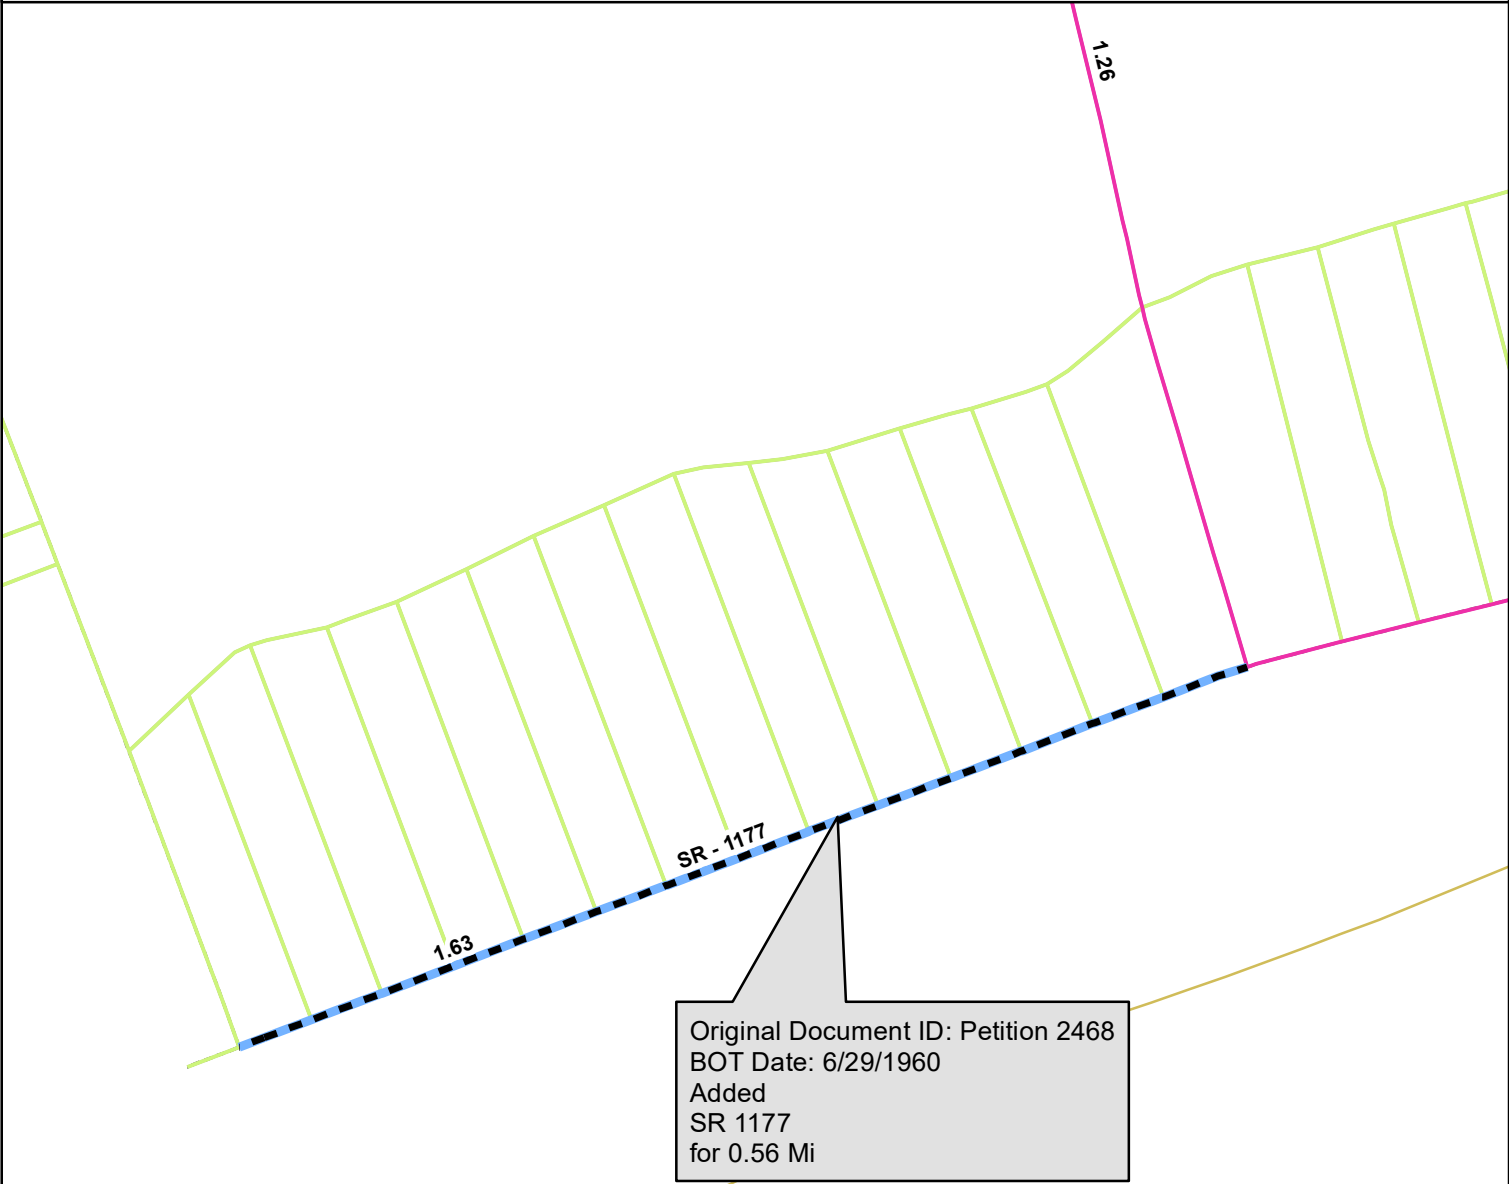 1.26
SR - 1177
1.63
Original Document ID: Petition 2468
BOT Date: 6/29/1960
Added
SR 1177
for 0.56 Mi